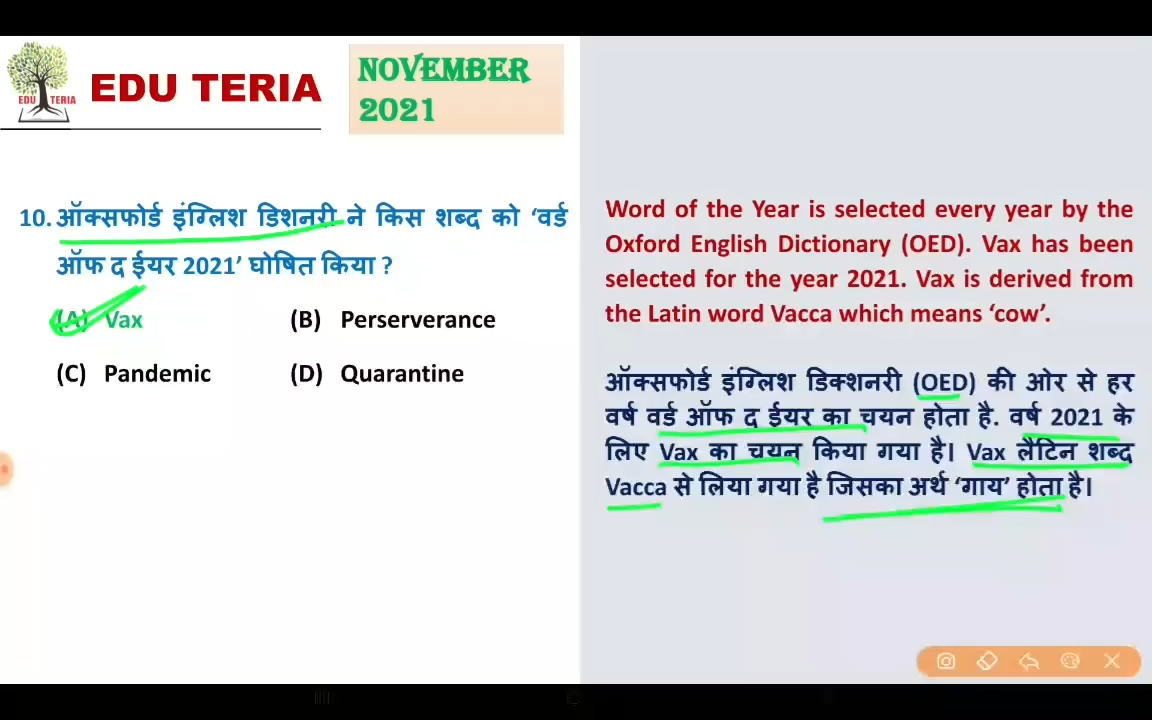 EDU TERIA
EDU TERIA
NOVEMBER
2021
10. ऑक्सफोर्ड इंग्लिश डिशनरी ने किस शब्द को ‘वर्ड
ऑफ द ईयर 2021’ घोषित किया ?
(A) Vax
(B) Perserverance
(C) Pandemic
(D) Quarantine
Word of the Year is selected every year by the
Oxford English Dictionary (OED). Vax has been
selected for the year 2021. Vax is derived from
the Latin word Vacca which means ‘cow’.
ऑक्सफोर्ड इंग्लिश डिक्शनरी (OED) की ओर से हर
वर्ष वर्ड ऑफ द ईयर का चयन होता है. वर्ष 2021 के
लिए Vax का चयन किया गया है। Vax लैटिन शब्द
Vacca से लिया गया है जिसका अर्थ ‘गाय’ होता है।